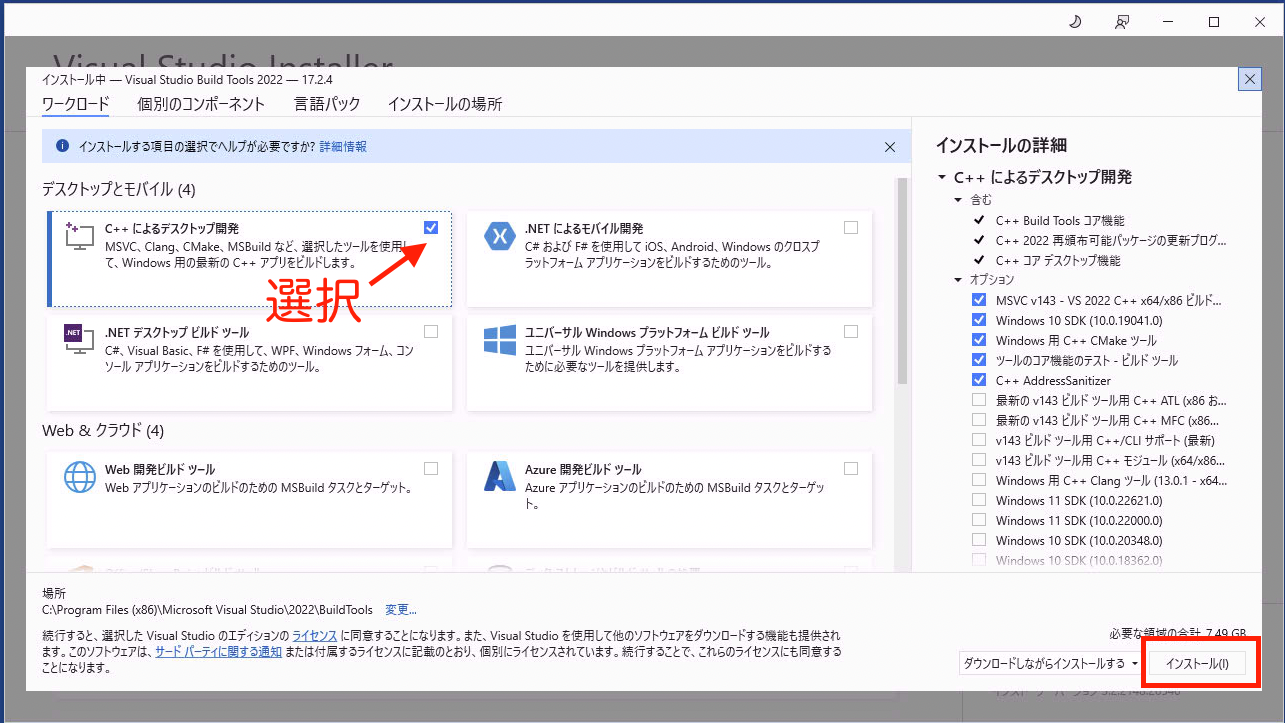 Visual Studio Installer
インストール中 — Visual Studio Build Tools 2022 — 17.2.4
ワークロード 個別のコンポーネント 言語パック インストールの場所
インストールする項目の選択でヘルプが必要ですか? 詳細情報
デスクトップとモバイル (4)
C++ によるデスクトップ開発
MSVC、Clang、CMake、MSBuild など、選択したツールを使用し
て、Windows 用の最新の C++ アプリをビルドします。
選択
.NET によるモバイル開発
C# および F# を使用して iOS、Android、Windows のクロスプ
ラットフォーム アプリケーションをビルドするためのツール。
.NET
.NET デスクトップ ビルド ツール
C#、Visual Basic、F# を使用して、WPF、Windows フォーム、コン
ソール アプリケーションをビルドするためのツール。
ユニバーサル Windows プラットフォーム ビルド ツール
ユニバーサル Windows プラットフォーム アプリケーションをビルドする
ために必要なツールを提供します。
Web & クラウド (4)
Web 開発ビルド ツール
Web アプリケーションのビルドのための MSBuild タスクとターゲット。
Azure 開発ビルド ツール
Azure アプリケーションのビルドのための MSBuild タスクとターゲッ
ト。
インストールの詳細
C++ によるデスクトップ開発
含む
C++ Build Tools コア機能
C++ 2022 再頒布可能パッケージの更新プログ...
C++ コア デスクトップ機能
オプション
MSVC v143 - VS 2022 C++ x64/x86 ビルド...
Windows 10 SDK (10.0.19041.0)
Windows 用 C++ CMake ツール
ツールのコア機能のテスト - ビルド ツール
C++ AddressSanitizer
最新の v143 ビルド ツール用 C++ ATL (x86 お...
最新の v143 ビルド ツール用 C++ MFC (x86...
v143 ビルド ツール用 C++/CLI サポート (最新)
v143 ビルド ツール用 C++ モジュール (x64/x86...
Windows 用 C++ Clang ツール (13.0.1 - x64...
Windows 11 SDK (10.0.22621.0)
Windows 11 SDK (10.0.22000.0)
Windows 10 SDK (10.0.20348.0)
Windows 10 SDK (10.0.18362.0)
場所
C:\Program Files (x86)\Microsoft Visual Studio\2022\BuildTools 変更...
続行すると、選択した Visual Studio のエディションの ライセンス に同意することになります。また、Visual Studio を使用して他のソフトウェアをダウンロードする機能も提供され
ます。このソフトウェアは、サード パーティに関する通知 または付属するライセンスに記載のとおり、個別にライセンスされています。続行することで、これらのライセンスにも同意する
ことになります。
必要な領域の合計 7.49 GB
ダウンロードしながらインストールする インストール(I)